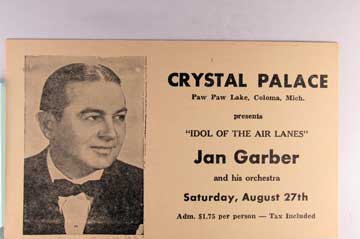 CRYSTAL PALACE
Paw Paw Lake, Coloma, Mich.
presents
"IDOL OF THE AIR LANES"
Jan Garber
and his orchestra
Saturday, August 27th
Adm. $1.75 per person — Tax Included